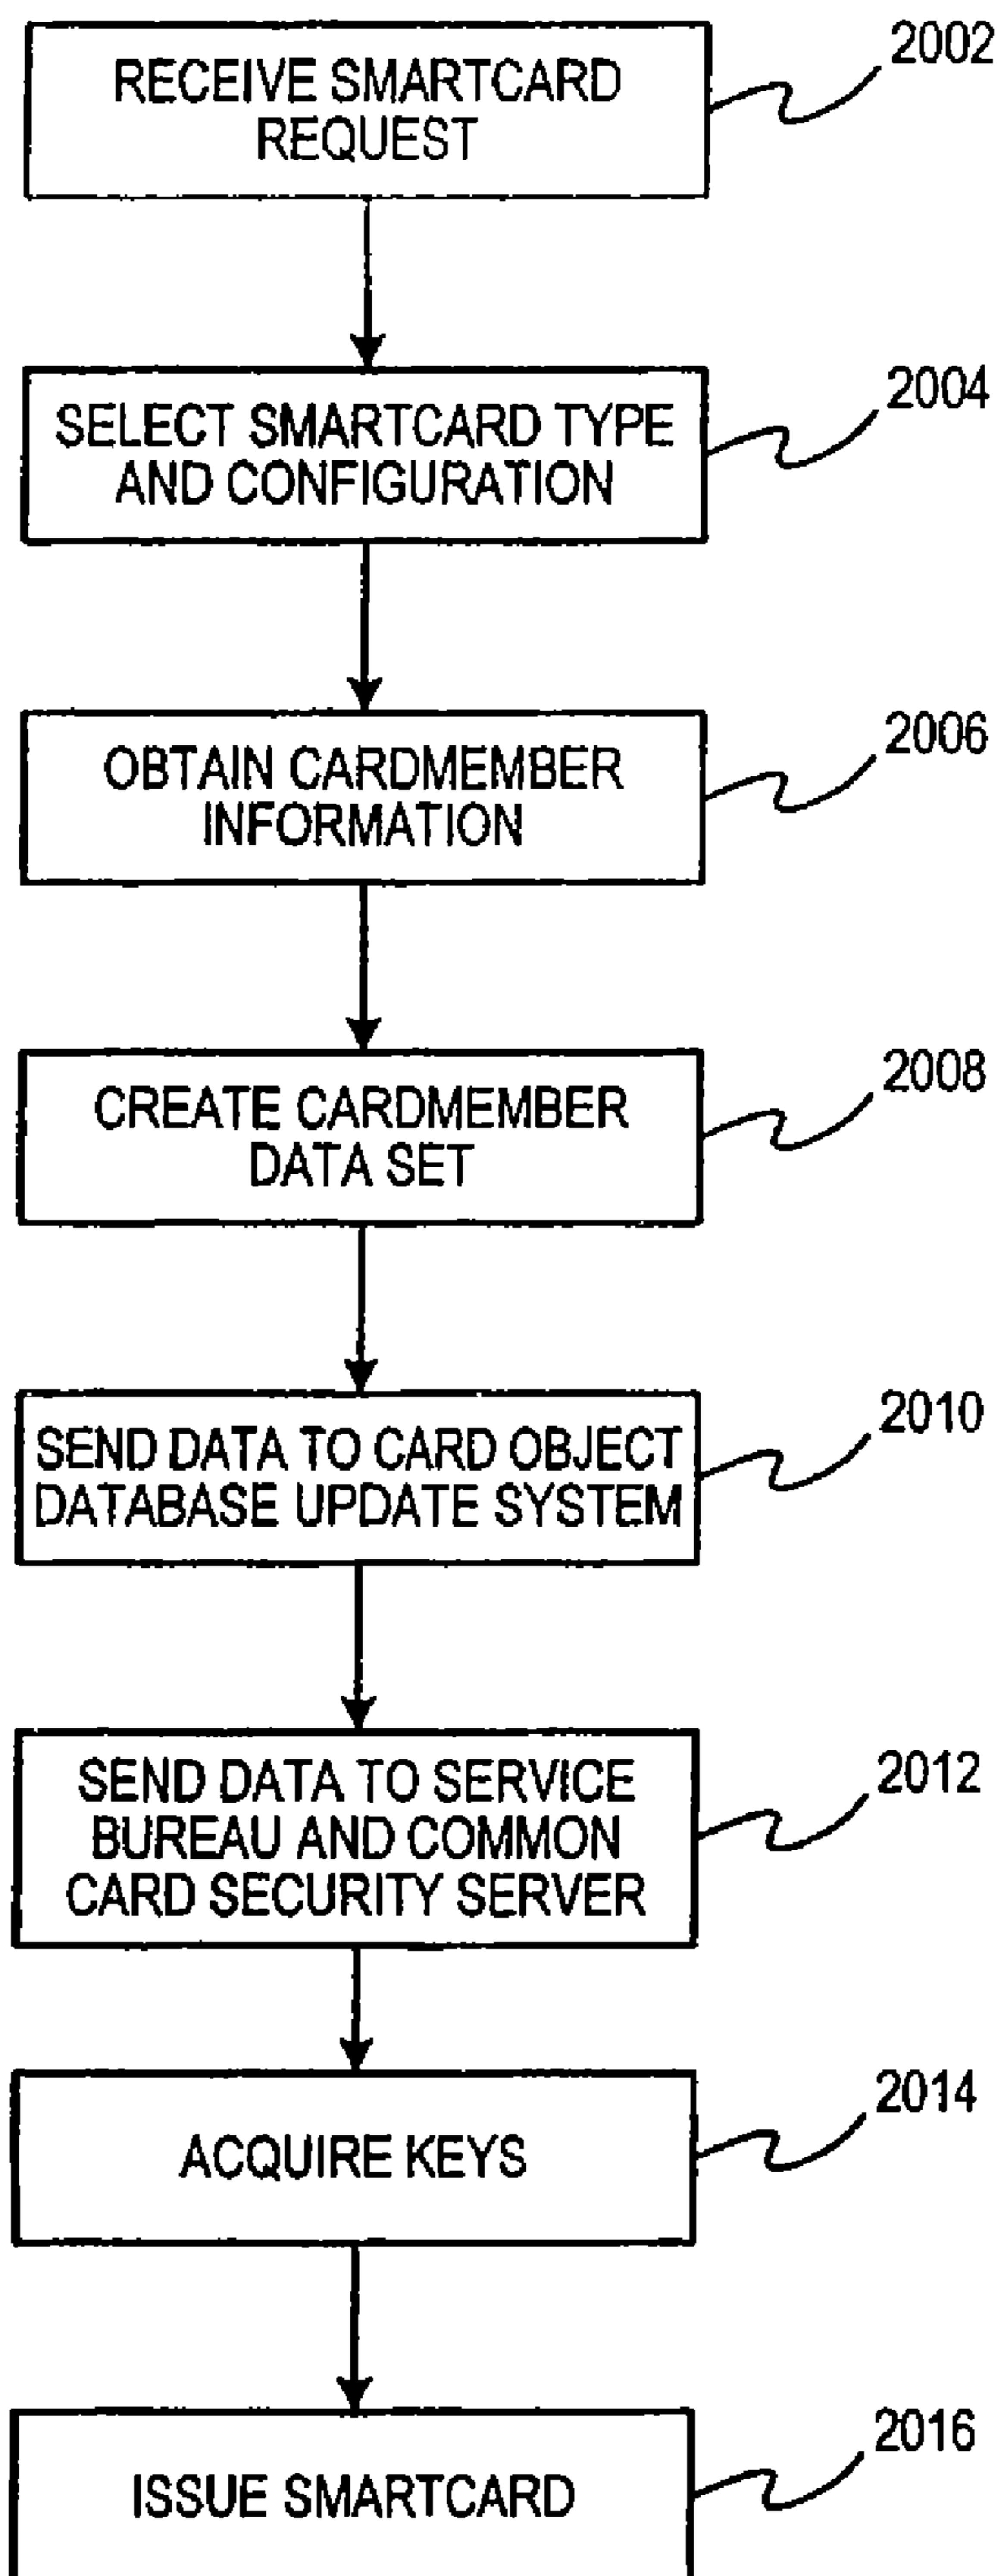 RECEIVE SMARTCARD
REQUEST
2002
SELECT SMARTCARD TYPE
AND CONFIGURATION
2004
OBTAIN CARDMEMBER
INFORMATION
2006
CREATE CARDMEMBER
DATA SET
2008
SEND DATA TO CARD OBJECT
DATABASE UPDATE SYSTEM
2010
SEND DATA TO SERVICE
BUREAU AND COMMON
CARD SECURITY SERVER
2012
ACQUIRE KEYS
2014
ISSUE SMARTCARD
2016